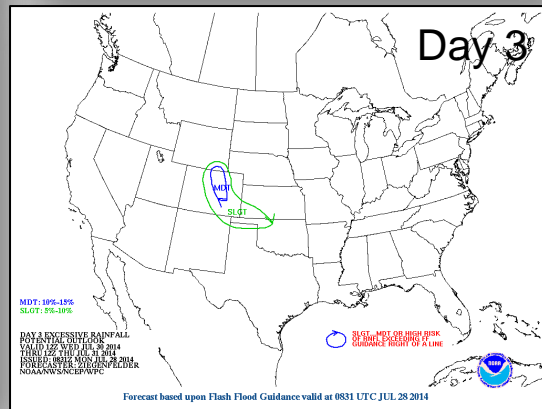 Day 3
MDT
SLGT
MDT: 10%-15%
SLGT: 5%-10%
DAY 3 EXCESSIVE RAINFALL
POTENTIAL OUTLOOK
VALID 12Z WED JUL 30 2014
THRU 12Z THU JUL 31 2014
ISSUED: 0831Z MON JUL 28 2014
FORECASTER: ZIEGENFELDER
NOAA/NWS/NCEP/WPC
SLGT, MDT OR HIGH RISK
OF RNFL EXCEEDING FF
GUIDANCE RIGHT OF A LINE
NOAA
Forecast based upon Flash Flood Guidance valid at 0831 UTC JUL 28 2014